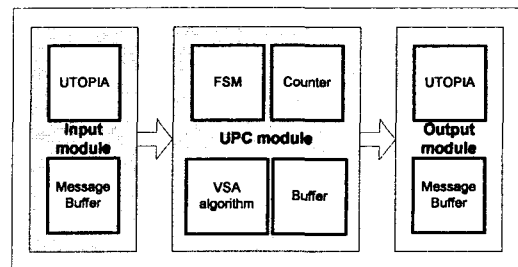 UTOPIA
Input
module
Message
Buffer
FSM
Counter
UPC module
VSA
algorithm
Buffer
UTOPIA
Output
module
Message
Buffer